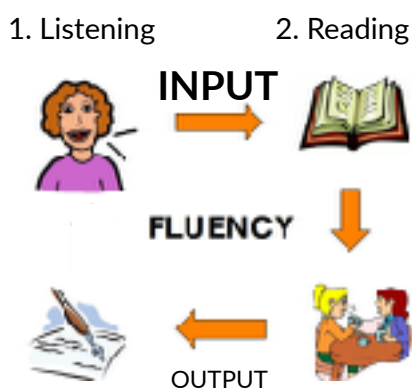 1. Listening
2. Reading
INPUT
FLUENCY
OUTPUT